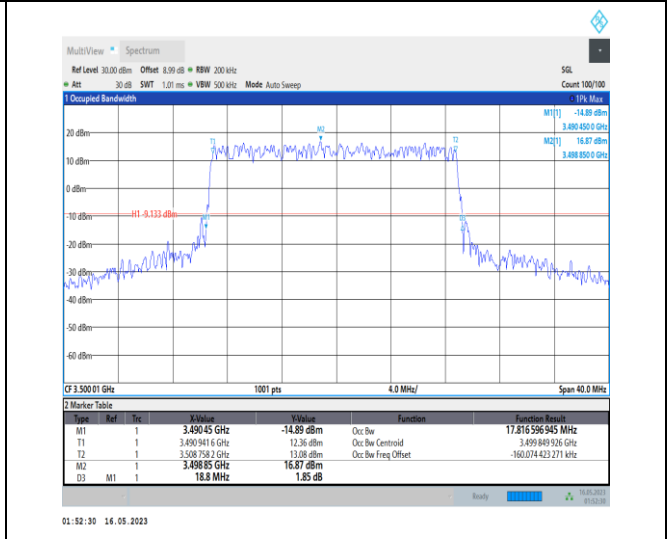 MultiView Spectrum
Ref Level 30.00 dBm Offset 8.99 dB RBW 200 kHz SGL
Att 30 dB SWT 1.01 ms VBW 500 kHz Mode Auto Sweep Count 100/100
1 Occupied Bandwidth 1Pk Max
M1[1] -14.89 dBm
3.490 450 0 GHz
M2[1] 16.87 dBm
3.498 850 0 GHz
20 dBm
T1 M2 T2
10 dBm
0 dBm
-10 dBm H1 -9.133 dBm
M1
-20 dBm
-30 dBm
-40 dBm
-50 dBm
-60 dBm
CF 3.500 01 GHz 1001 pts 4.0 MHz/ Span 40.0 MHz
2 Marker Table
Type Ref Trc X-Value Y-Value Function Function Result
M1 1 3.49045 GHz -14.89 dBm Occ Bw 17.816 596 945 MHz
T1 1 3.490 941 6 GHz 12.36 dBm Occ Bw Centroid 3.499 849 926 GHz
T2 1 3.508 758 2 GHz 13.08 dBm Occ Bw Freq Offset -160.074 423 271 kHz
M2 1 3.49885 GHz 16.87 dBm
D3 M1 1 18.8 MHz 1.85 dB
Ready 16.05.2023
01:52:30
01:52:30 16.05.2023